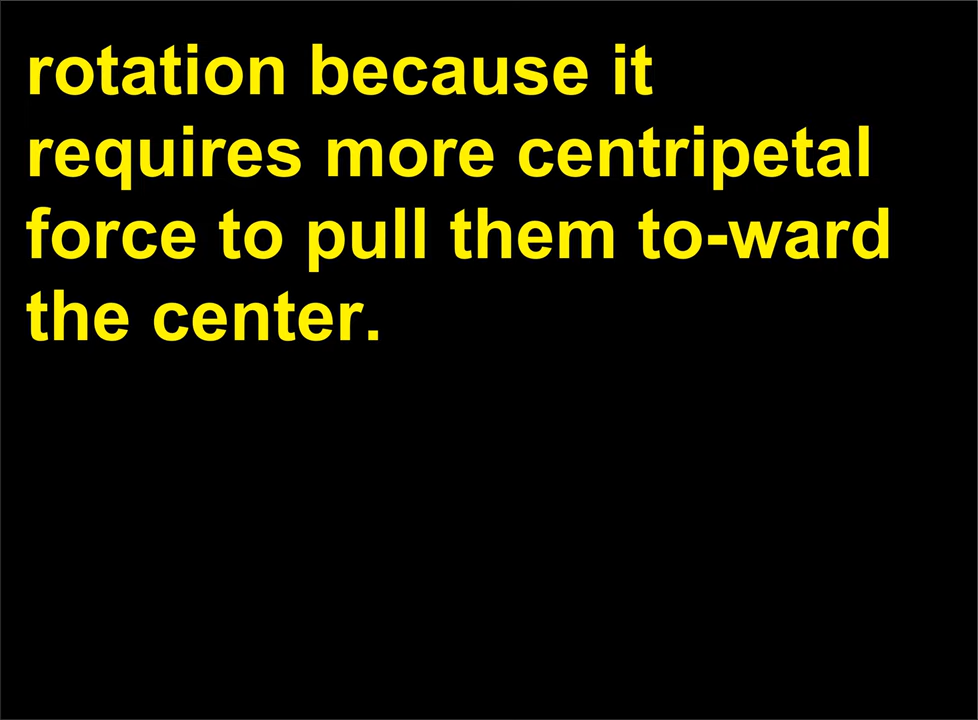 rotation because it
requires more centripetal
force to pull them to-ward
the center.